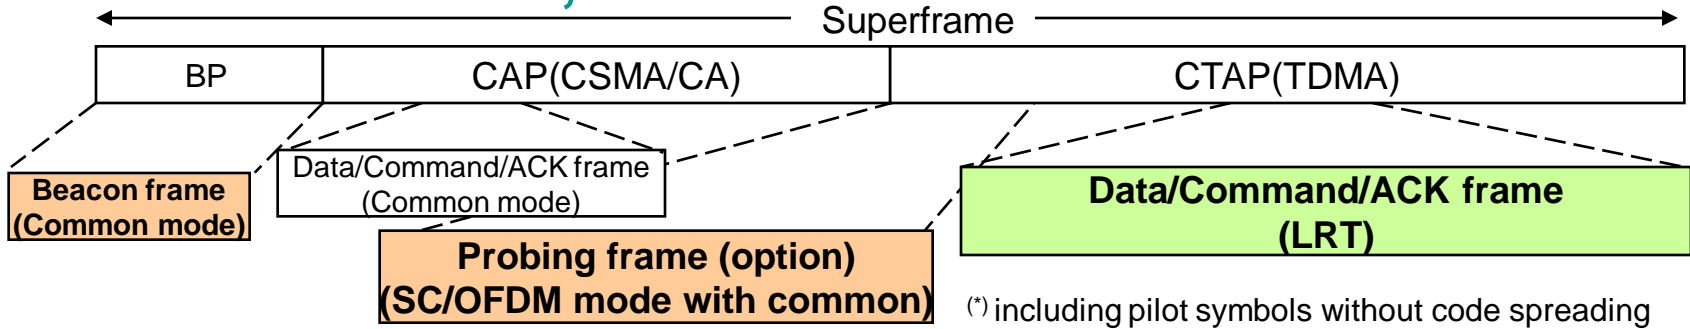 Superframe
BP
CAP(CSMA/CA)
CTAP(TDMA)
Data/Command/ACK frame
(Common mode)
Beacon frame
(Common mode)
Data/Command/ACK frame
(LRT)
Probing frame (option)
(SC/OFDM mode with common)
(*) including pilot symbols without code spreading